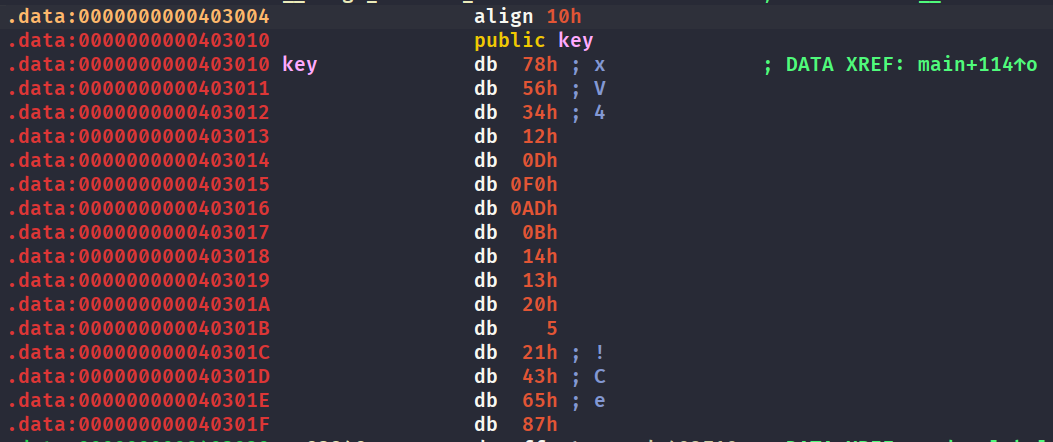 .data:0000000000403004 align 10h
.data:0000000000403010 public key
.data:0000000000403010 key db 78h ; x ; DATA XREF: main+114↑o
.data:0000000000403011 db 56h ; V
.data:0000000000403012 db 34h ; 4
.data:0000000000403013 db 12h
.data:0000000000403014 db 0Dh
.data:0000000000403015 db 0F0h
.data:0000000000403016 db 0ADh
.data:0000000000403017 db 0Bh
.data:0000000000403018 db 14h
.data:0000000000403019 db 13h
.data:000000000040301A db 20h
.data:000000000040301B db 5
.data:000000000040301C db 21h ; !
.data:000000000040301D db 43h ; C
.data:000000000040301E db 65h ; e
.data:000000000040301F db 87h